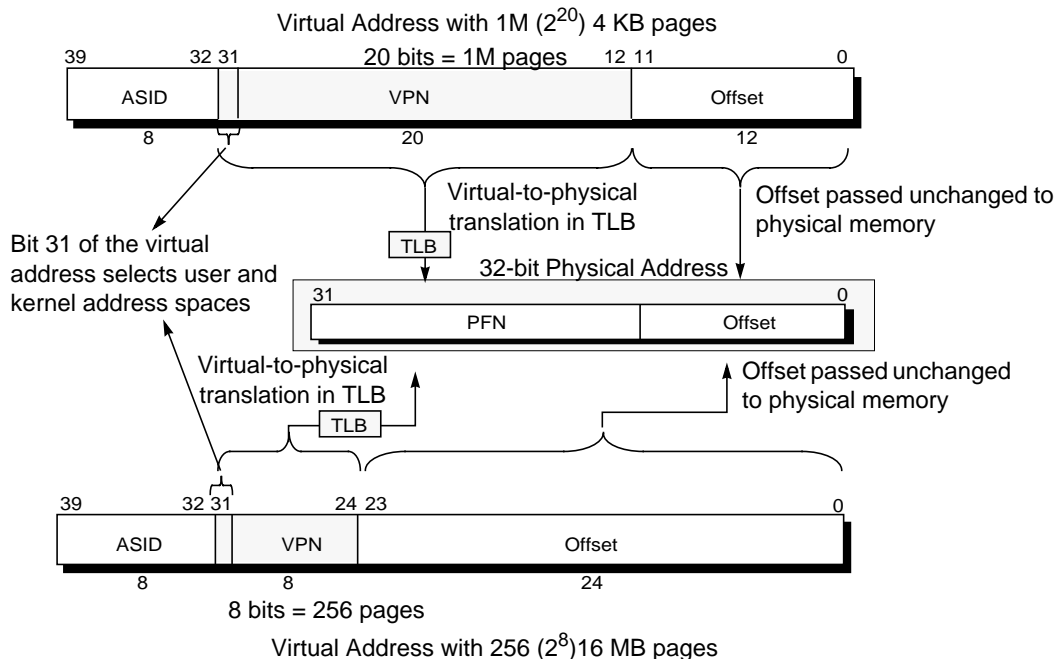 Virtual Address with 1M (2^20) 4 KB pages
39 32 31 20 bits = 1M pages 12 11 0
ASID VPN Offset
8 20 12
Virtual-to-physical
translation in TLB
Offset passed unchanged to
physical memory
Bit 31 of the virtual
address selects user and
kernel address spaces
TLB
32-bit Physical Address
31 0
PFN Offset
Virtual-to-physical
translation in TLB
Offset passed unchanged
to physical memory
TLB
39 32 31 24 23 0
ASID VPN Offset
8 8 24
8 bits = 256 pages
Virtual Address with 256 (2^8)16 MB pages